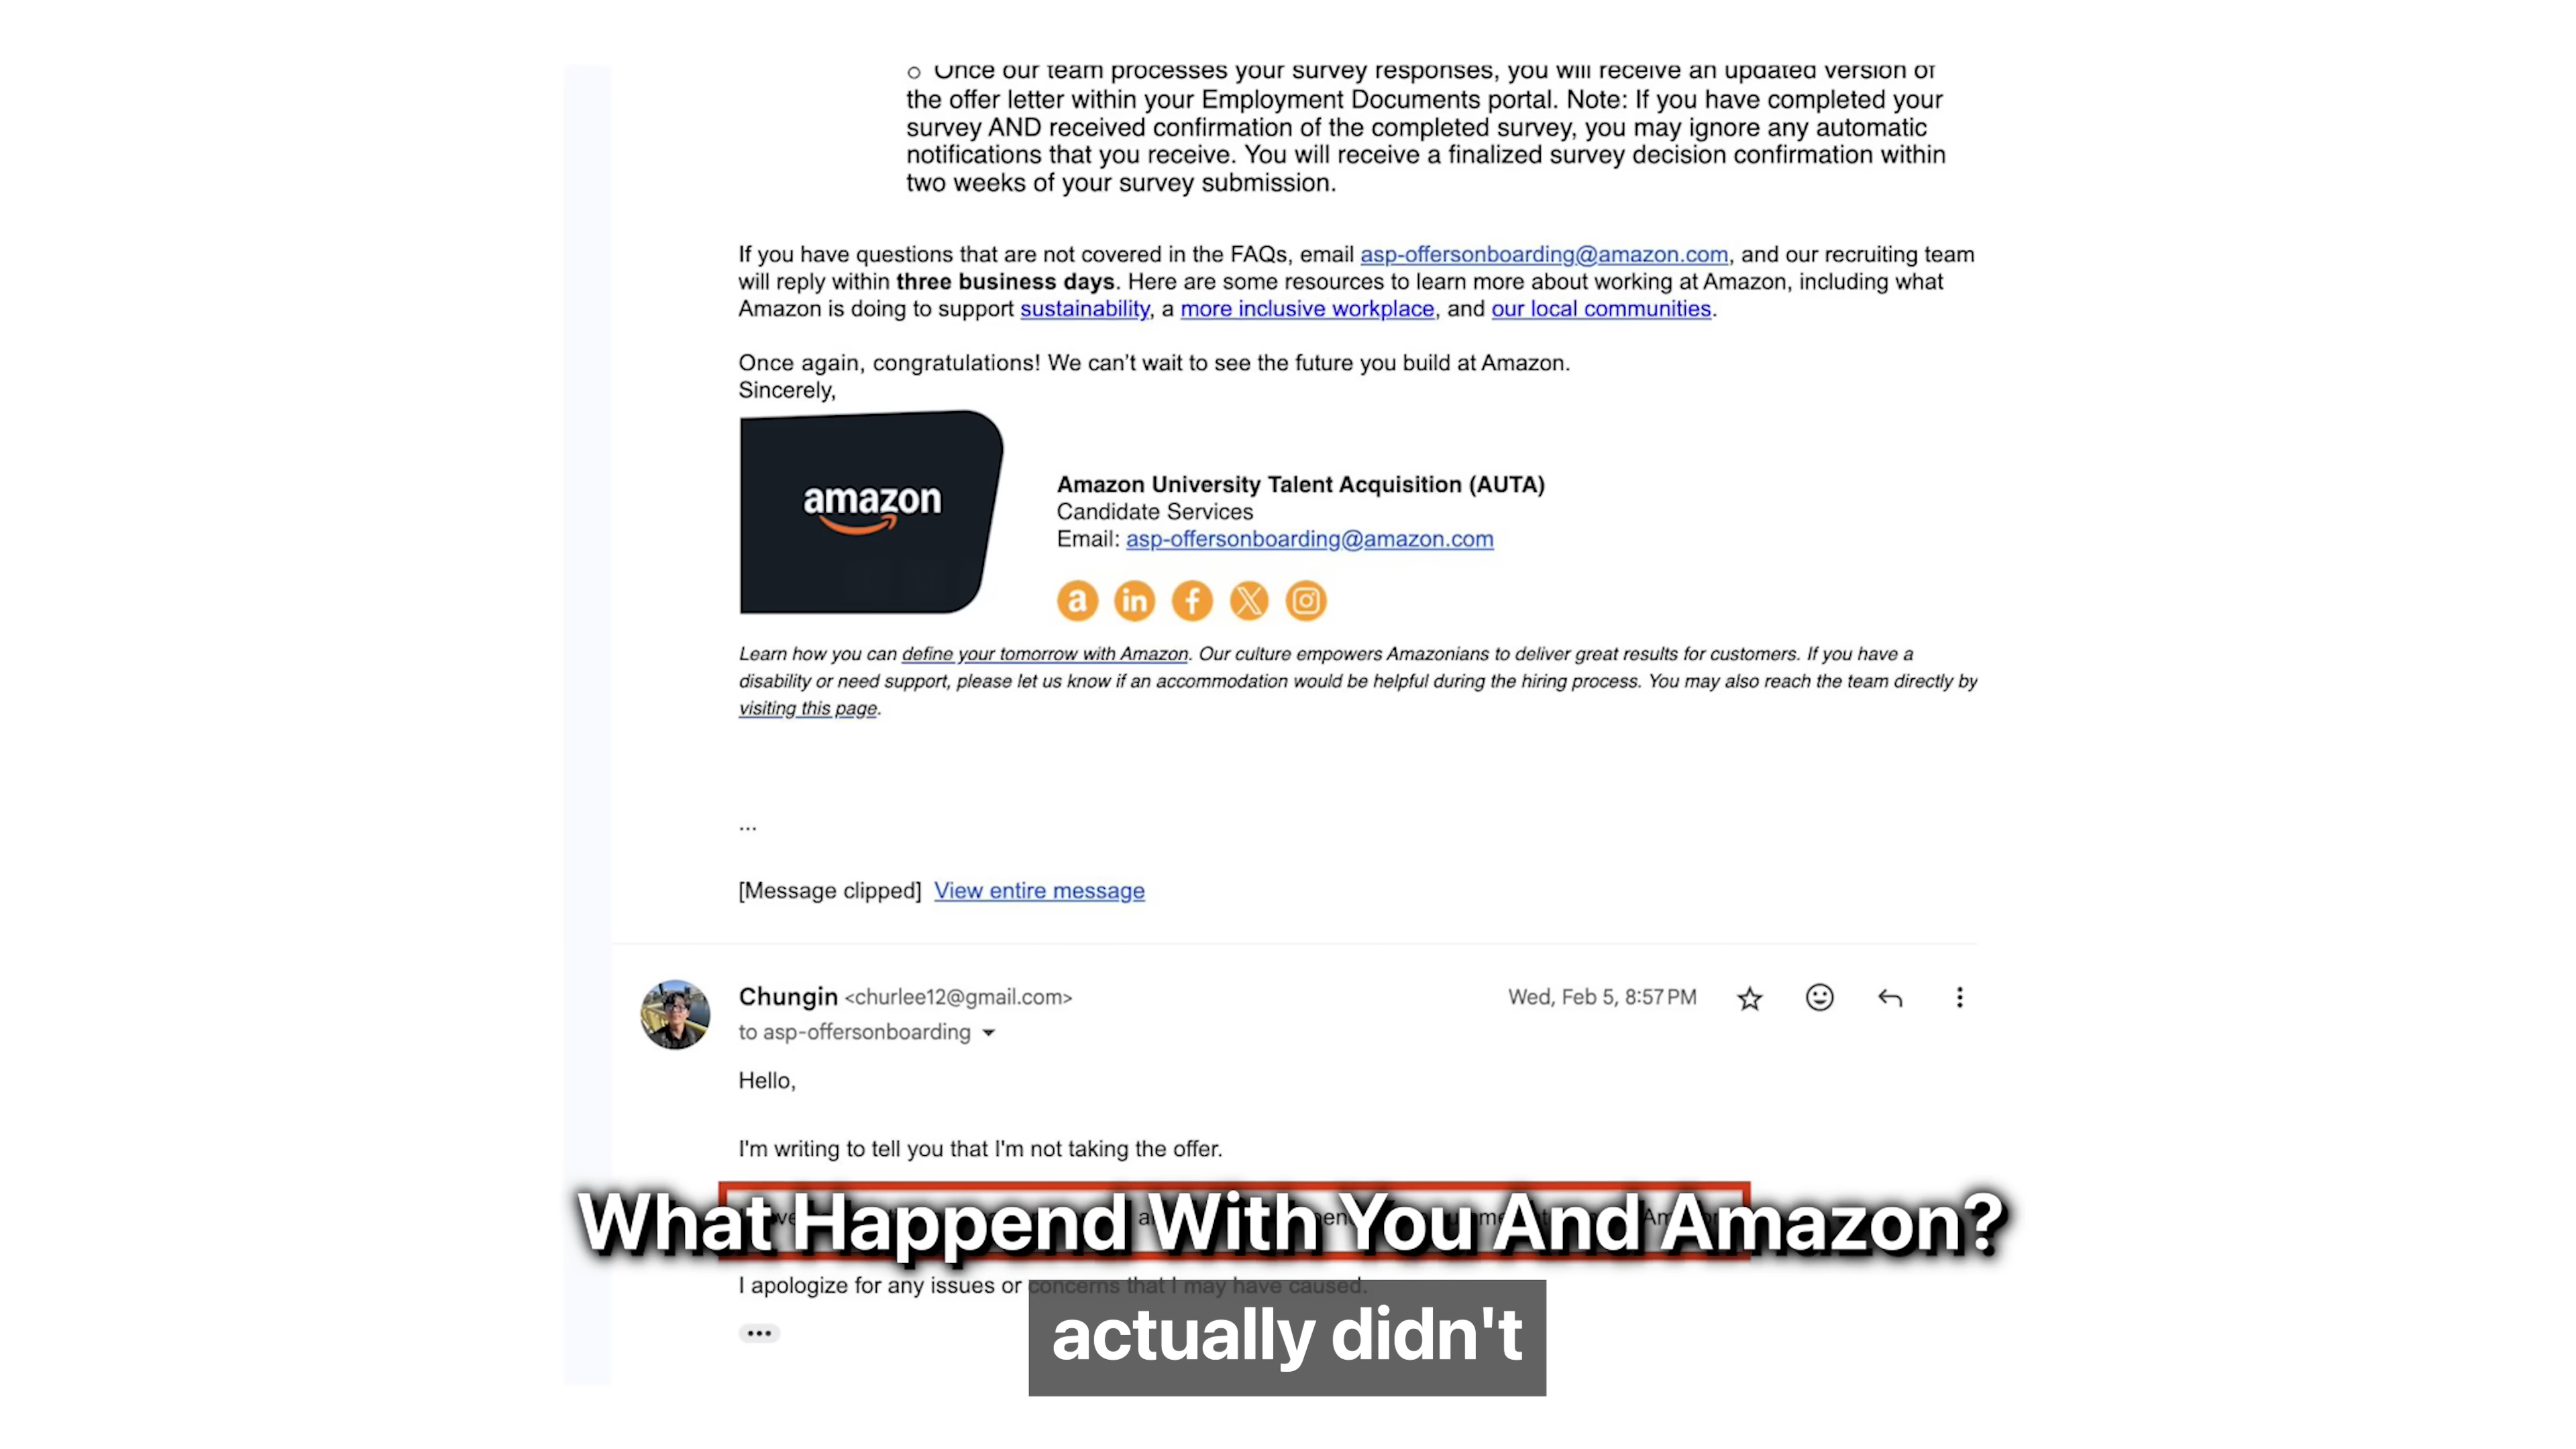 ○ Once our team processes your survey responses, you will receive an updated version of
the offer letter within your Employment Documents portal. Note: If you have completed your
survey AND received confirmation of the completed survey, you may ignore any automatic
notifications that you receive. You will receive a finalized survey decision confirmation within
two weeks of your survey submission.
If you have questions that are not covered in the FAQs, email asp-offersonboarding@amazon.com, and our recruiting team
will reply within three business days. Here are some resources to learn more about working at Amazon, including what
Amazon is doing to support sustainability, a more inclusive workplace, and our local communities.
Once again, congratulations! We can't wait to see the future you build at Amazon.
Sincerely,
amazon
Amazon University Talent Acquisition (AUTA)
Candidate Services
Email: asp-offersonboarding@amazon.com
Learn how you can define your tomorrow with Amazon. Our culture empowers Amazonians to deliver great results for customers. If you have a
disability or need support, please let us know if an accommodation would be helpful during the hiring process. You may also reach the team directly by
visiting this page.
...
[Message clipped] View entire message
Chungin <churlee12@gmail.com> Wed, Feb 5, 8:57 PM
to asp-offersonboarding
Hello,
I'm writing to tell you that I'm not taking the offer.
What Happend With You And Amazon?
I apologize for any issues or concerns that I may have caused.
actually didn't